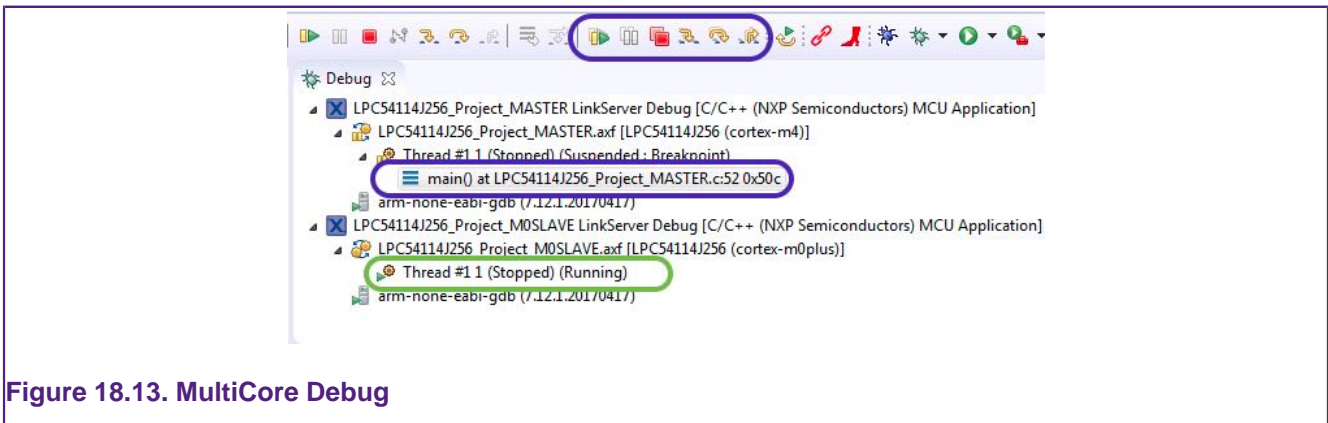 Debug
LPC54114J256_Project_MASTER LinkServer Debug [C/C++ (NXP Semiconductors) MCU Application]
LPC54114J256_Project_MASTER.axf [LPC54114J256 (cortex-m4)]
Thread #1 1 (Stopped) (Suspended : Breakpoint)
main() at LPC54114J256_Project_MASTER.c:52 0x50c
arm-none-eabi-gdb (7.12.1.20170417)
LPC54114J256_Project_M0SLAVE LinkServer Debug [C/C++ (NXP Semiconductors) MCU Application]
LPC54114J256_Project_M0SLAVE.axf [LPC54114J256 (cortex-m0plus)]
Thread #1 1 (Stopped) (Running)
arm-none-eabi-gdb (7.12.1.20170417)
Figure 18.13. MultiCore Debug